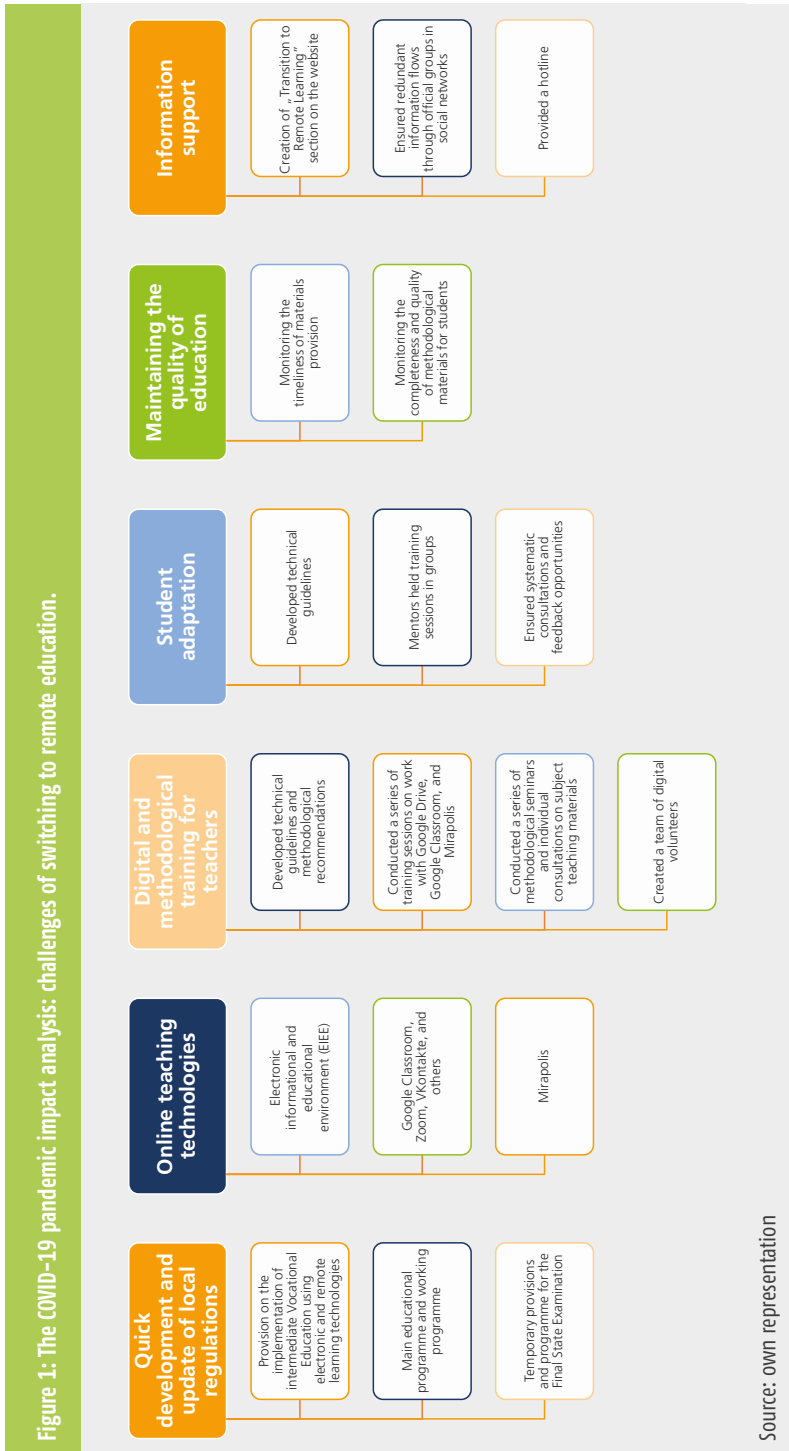 Figure 1: The COVID-19 pandemic impact analysis: challenges of switching to remote education.
Quick
development and
update of local
regulations
Provision on the
implementation of
intermediate Vocational
Education using
electronic and remote
learning technologies
Main educational
programme and working
programme
Temporary provisions
and programme for the
Final State Examination
Online teaching
technologies
Electronic
informational and
educational
environment (EIEE)
Google Classroom,
Zoom, VKontakte, and
others
Mirapolis
Digital and
methodological
training for
teachers
Developed technical
guidelines and
methodological
recommendations
Conducted a series of
training sessions on work
with Google Drive,
Google Classroom, and
Mirapolis
Conducted a series of
methodological seminars
and individual
consultations on subject
teaching materials
Created a team of digital
volunteers
Student
adaptation
Developed technical
guidelines
Mentors held training
sessions in groups
Ensured systematic
consultations and
feedback opportunities
Maintaining the
quality of
education
Monitoring the
timeliness of materials
provision
Monitoring the
completeness and quality
of methodological
materials for students
Information
support
Creation of „Transition to
Remote Learning”
section on the website
Ensured redundant
information flows
through official groups in
social networks
Provided a hotline
Source: own representation